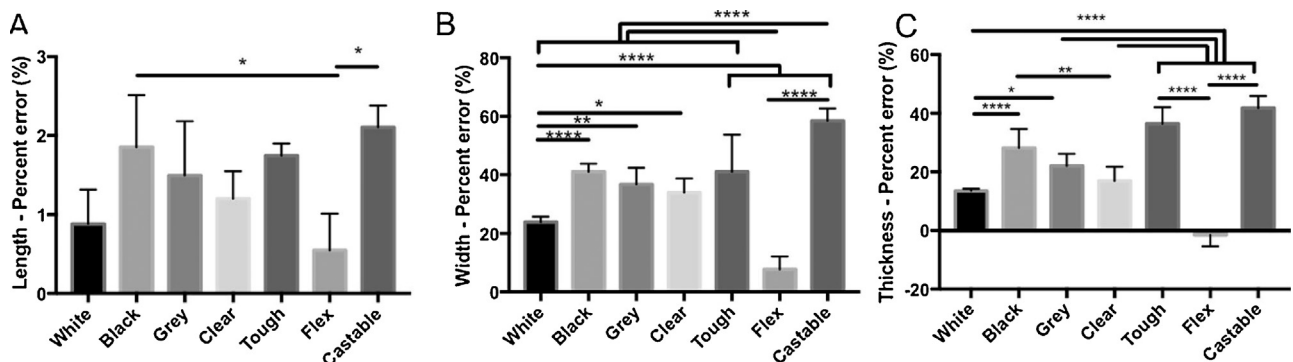 A
Length - Percent error (%)
3
2
1
0
*
*
White
Black
Grey
Clear
Tough
Flex
Castable
B
Width - Percent error (%)
80
60
40
20
0
****
****
****
*
**
****
White
Black
Grey
Clear
Tough
Flex
Castable
C
Thickness - Percent error (%)
60
40
20
0
-20
****
**
*
****
****
****
White
Black
Grey
Clear
Tough
Flex
Castable